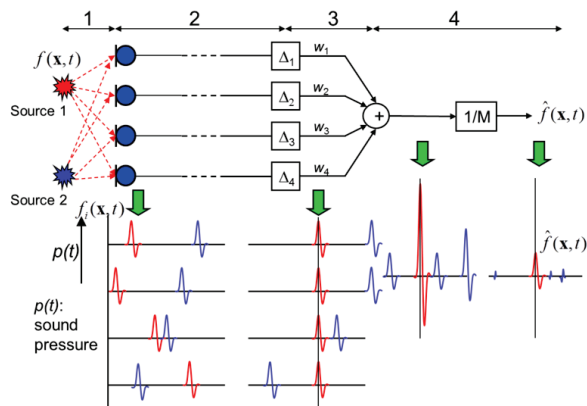 1 2 3 4
f(x,t)
Source 1
Source 2
Δ₁ w₁
Δ₂ w₂
Δ₃ w₃
Δ₄ w₄
+
1/M
f̂(x,t)
fᵢ(x,t)
p(t)
p(t):
sound
pressure
f̂(x,t)